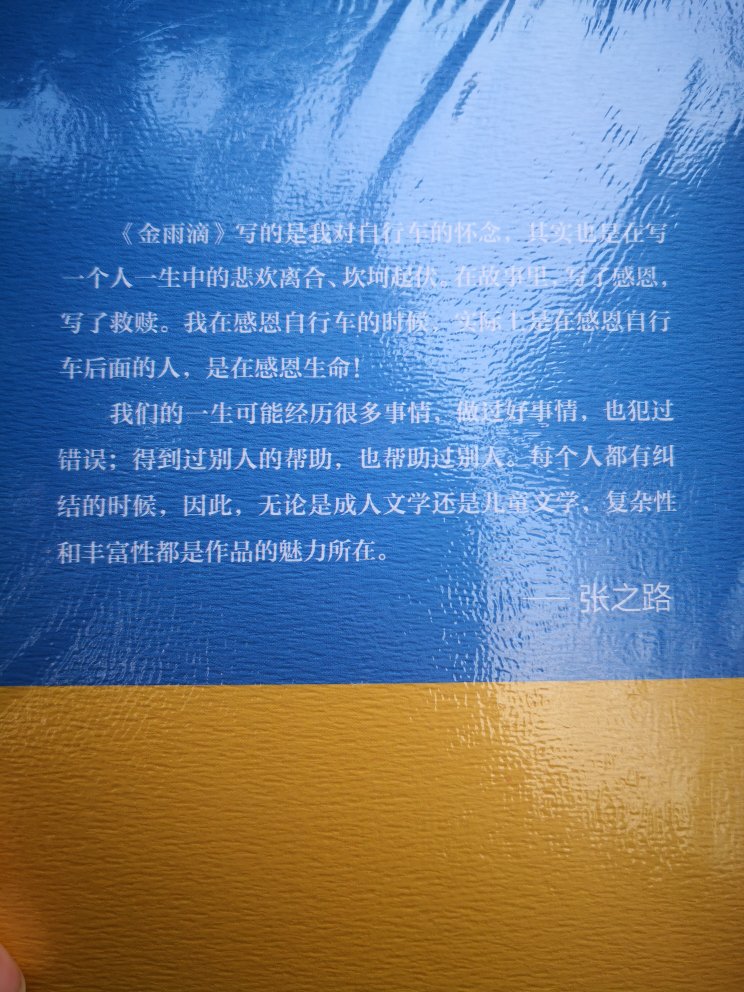 《金雨滴》写的是我对自行车的怀念，其实也是在写
一个人一生中的悲欢离合、坎坷起伏。在故事里，写了感恩，
写了救赎。我在感恩自行车的时候，实际上是在感恩自行
车后面的人，是在感恩生命！
我们的一生可能经历很多事情，做过好事情，也犯过
错误；得到过别人的帮助，也帮助过别人。每个人都有纠
结的时候，因此，无论是成人文学还是儿童文学，复杂性
和丰富性都是作品的魅力所在。
—— 张之路